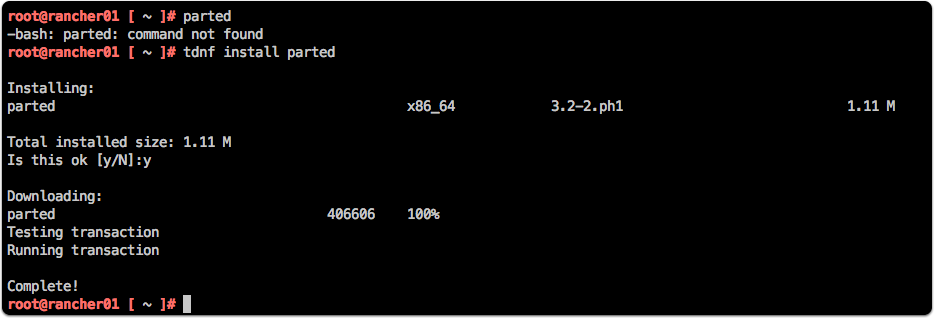 root@rancher01 [ ~ ]# parted
-bash: parted: command not found
root@rancher01 [ ~ ]# tdnf install parted
Installing:
parted x86_64 3.2-2.ph1 1.11 M
Total installed size: 1.11 M
Is this ok [y/N]:y
Downloading:
parted 406606 100%
Testing transaction
Running transaction
Complete!
root@rancher01 [ ~ ]#